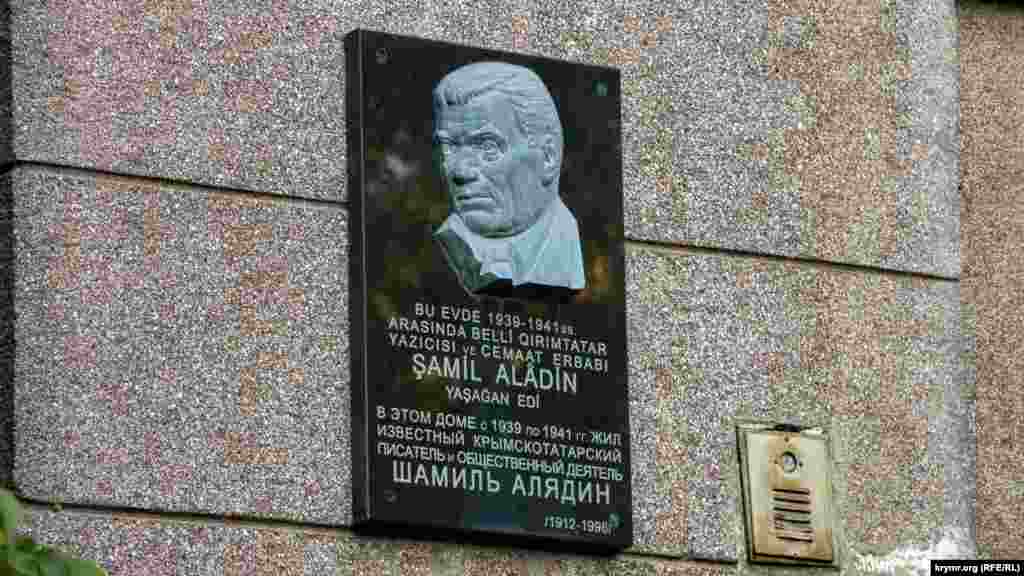 BU EVDE 1939-1941 ss.
ARASINDA BELLİ QIRIMTATAR
YAZICISI ve CEMAAT ERBABI
ŞAMİL ALÂDİN
YAŞAGAN EDİ
В ЭТОМ ДОМЕ с 1939 по 1941 гг ЖИЛ
ИЗВЕСТНЫЙ КРЫМСКОТАТАРСКИЙ
ПИСАТЕЛЬ и ОБЩЕСТВЕННЫЙ ДЕЯТЕЛЬ
ШАМИЛЬ АЛЯДИН
/1912-1996/
krymr.org (RFE/RL)